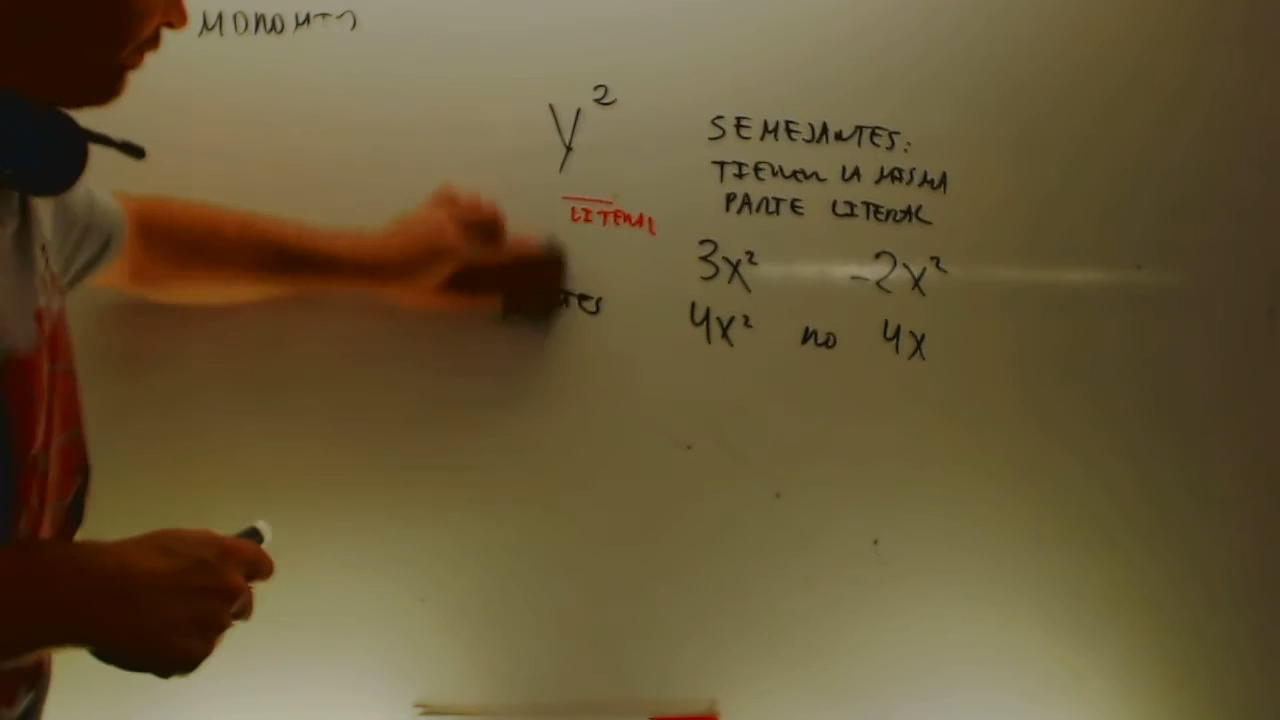 MONOMIO
y²
LITERAL
SEMEJANTES:
TIENEN LA MISMA
PARTE LITERAL
3x² -2x²
4x² no 4x